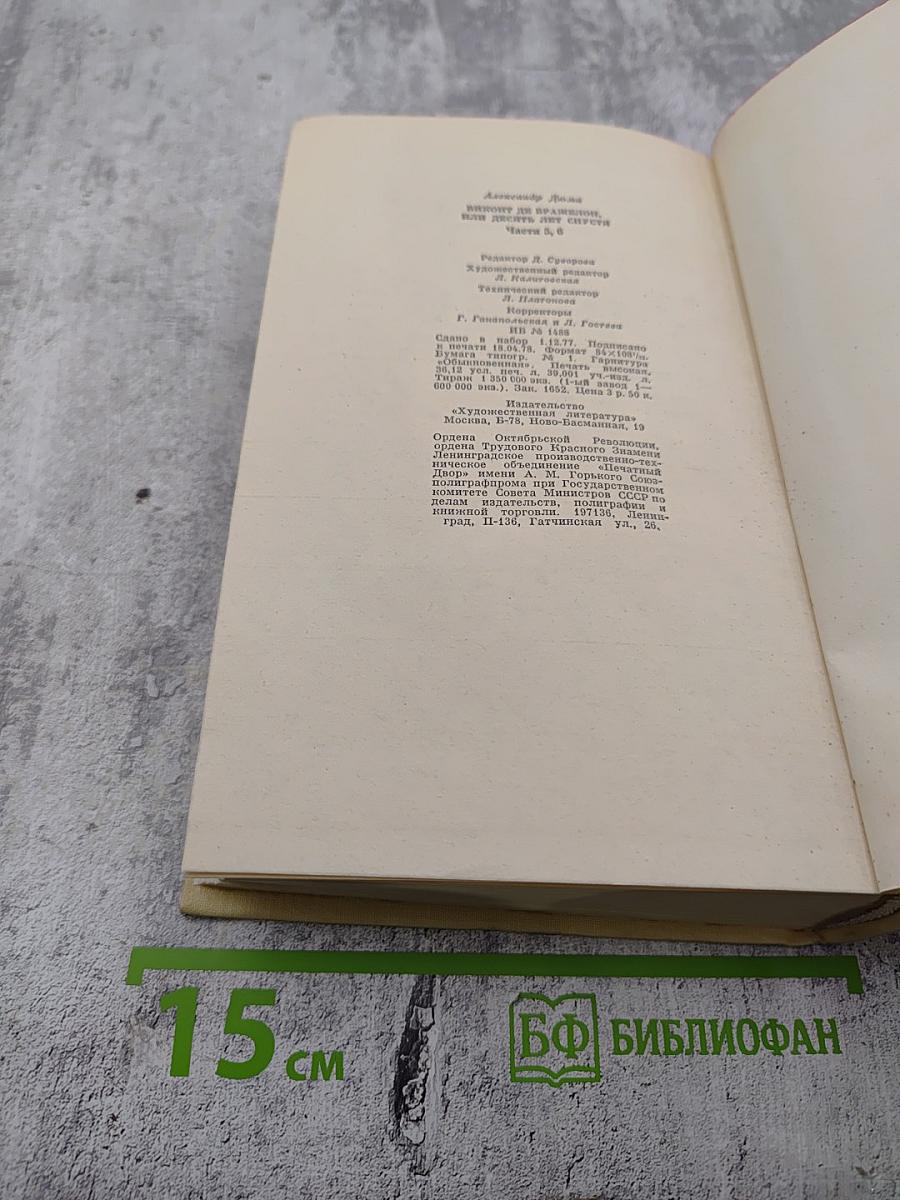 Александр Дюма
ВИКОНТ ДЕ БРАЖЕЛОН,
ИЛИ ДЕСЯТЬ ЛЕТ СПУСТЯ
Части 5, 6
Редактор Д. Суворова
Художественный редактор
Л. Калитовская
Технический редактор
Л. Платонова
Корректоры
Г. Ганапольская и Л. Гостева
ИБ № 1488
Сдано в набор 1.12.77. Подписано
к печати 18.04.78. Формат 84×108¹/₃₂.
Бумага типогр. № 1. Гарнитура
«Обыкновенная». Печать высокая.
36,12 усл. печ. л. 39,001 уч.-изд. л.
Тираж 1 350 000 экз. (1-ый завод 1—
600 000 экз.). Зак. 1652. Цена 3 р. 50 к.
Издательство
«Художественная литература»
Москва, Б-78, Ново-Басманная, 19
Ордена Октябрьской Революции,
ордена Трудового Красного Знамени
Ленинградское производственно-тех-
ническое объединение «Печатный
Двор» имени А. М. Горького Союз-
полиграфпрома при Государственном
комитете Совета Министров СССР по
делам издательств, полиграфии и
книжной торговли. 197136, Ленин-
град, П-136, Гатчинская ул., 26.
15 см
БФ БИБЛИОФАН